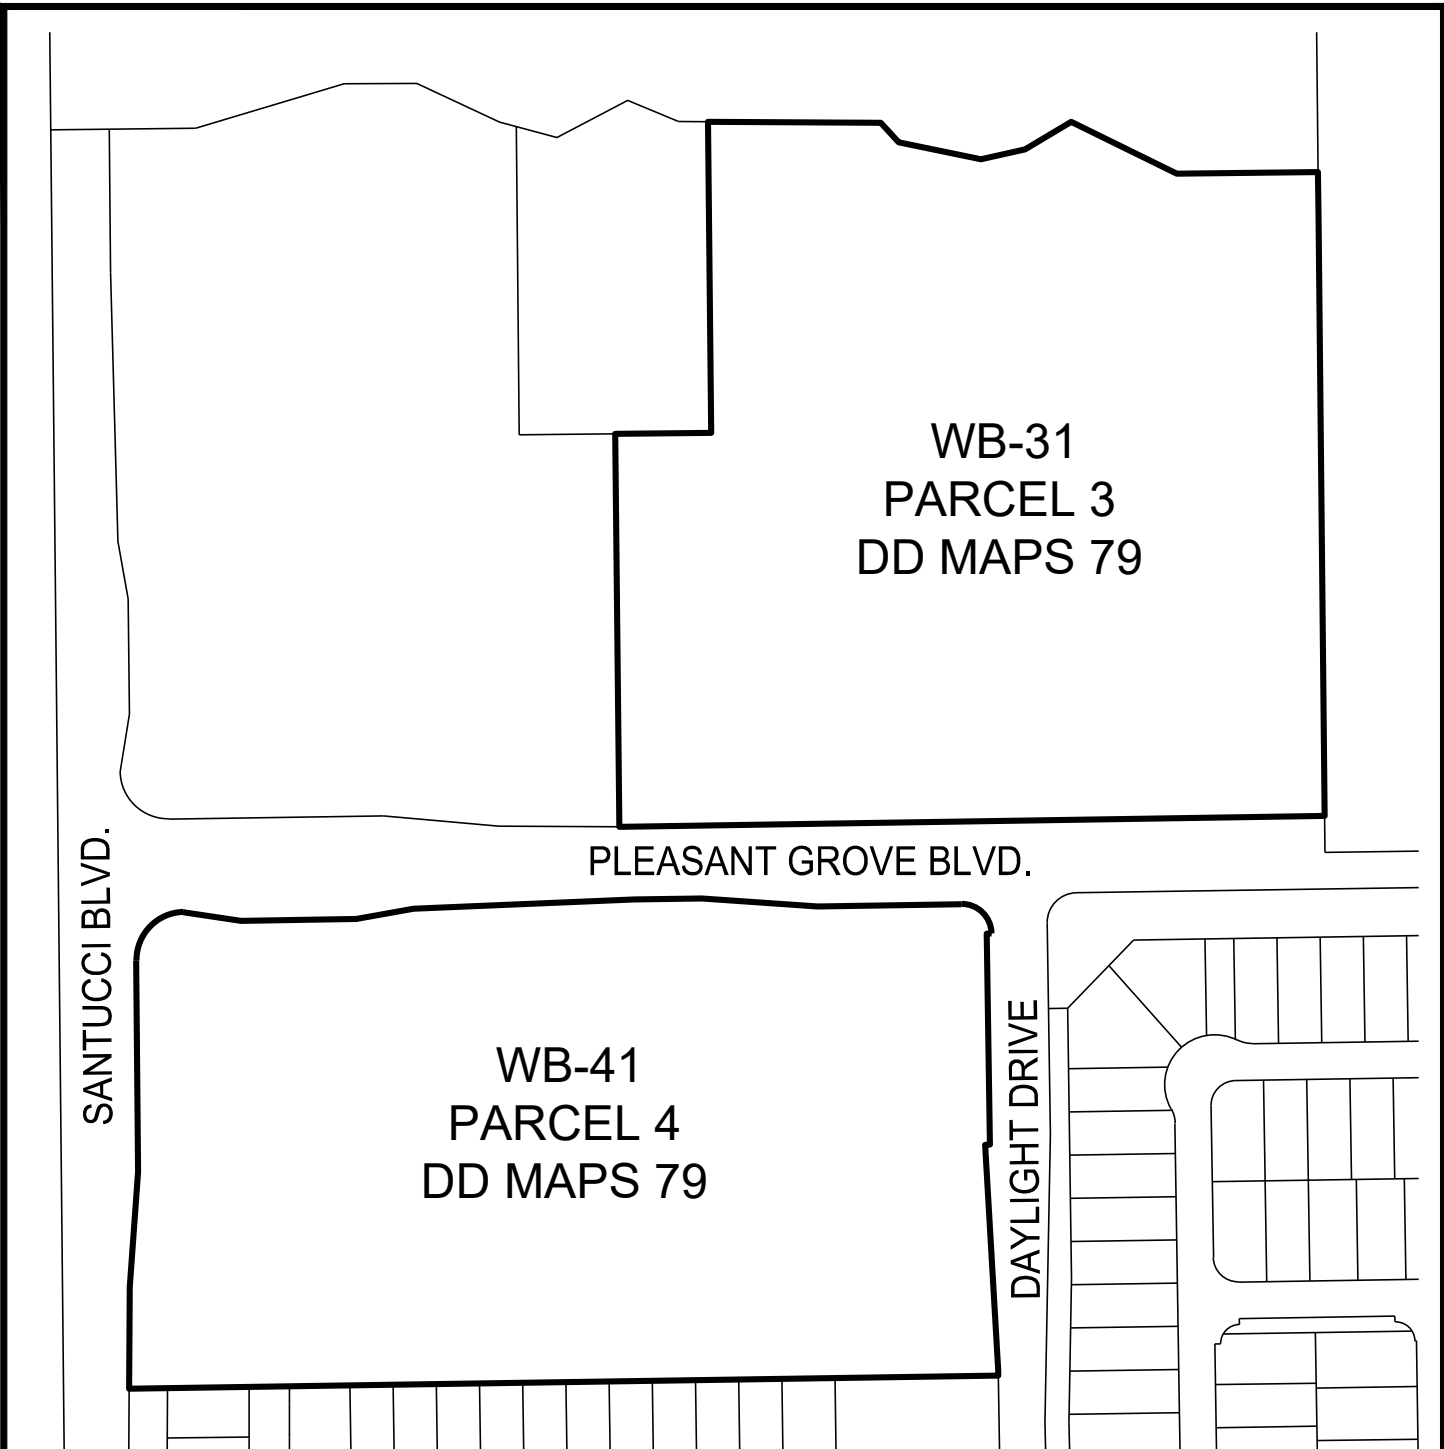 WB-31
PARCEL 3
DD MAPS 79
PLEASANT GROVE BLVD.
SANTUCCI BLVD.
WB-41
PARCEL 4
DD MAPS 79
DAYLIGHT DRIVE